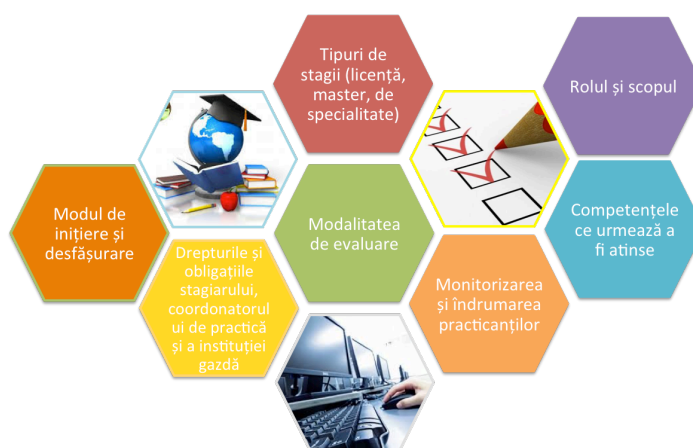 Tipuri de
stagii (licență,
master, de
specialitate)
Rolul și scopul
Modul de
inițiere și
desfășurare
Modalitatea
de evaluare
Competențele
ce urmează a
fi atinse
Drepturile și
obligațiile
stagiarului,
coordonatorul
ui de practică
și a instituției
gazdă
Monitorizarea
și îndrumarea
practicanților